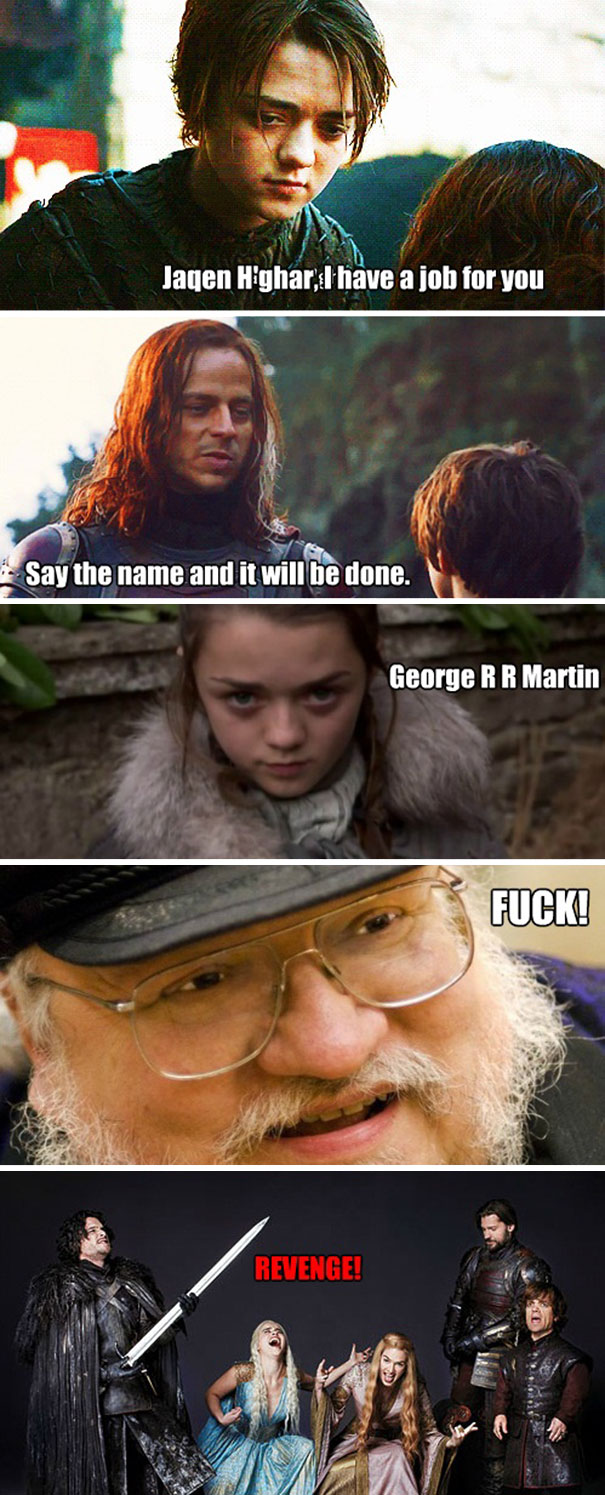 Jaqen H'ghar, I have a job for you
Say the name and it will be done.
George R R Martin
FUCK!
REVENGE!